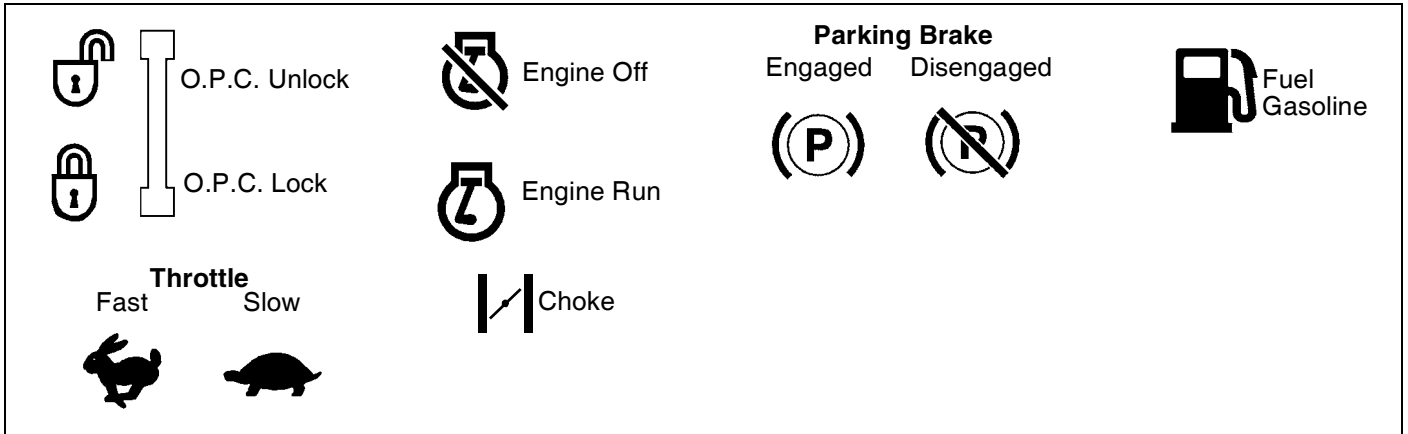 O.P.C. Unlock
O.P.C. Lock
Throttle
Fast Slow
Engine Off
Engine Run
Choke
Parking Brake
Engaged Disengaged
P P
Fuel
Gasoline